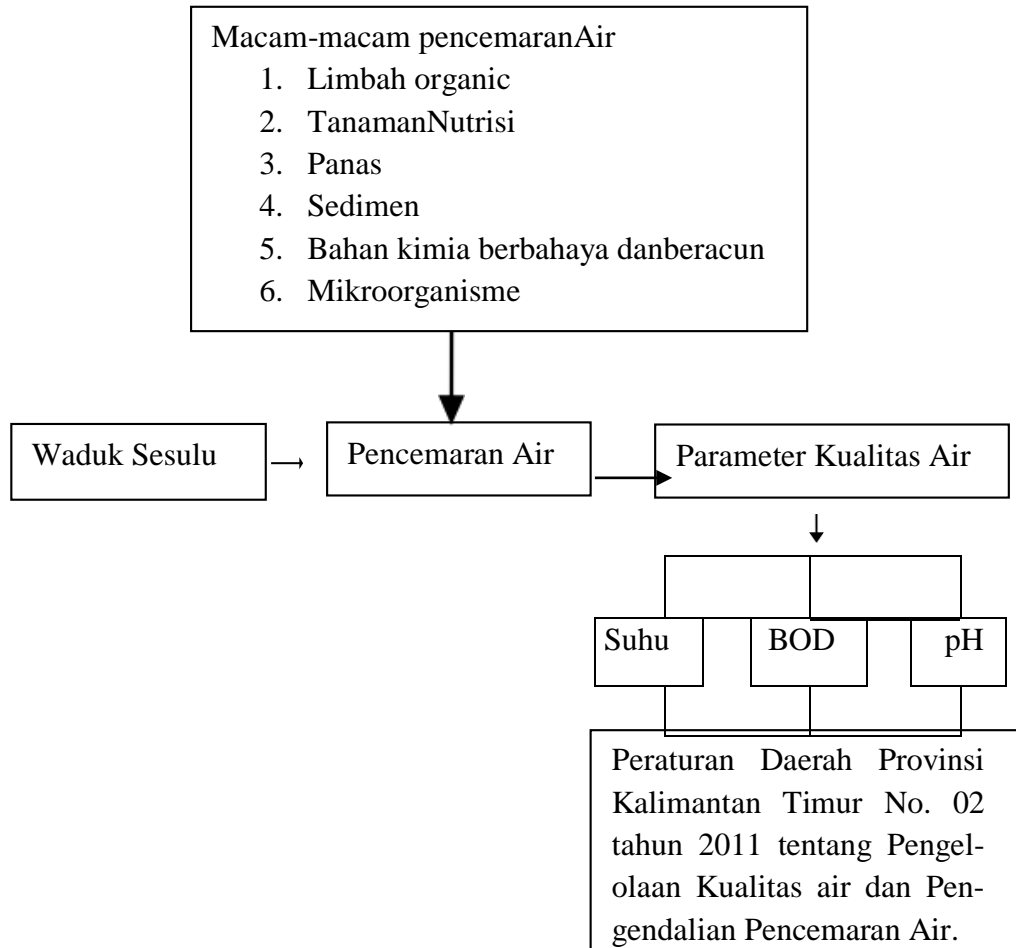 Macam-macam pencemaranAir
1. Limbah organic
2. TanamanNutrisi
3. Panas
4. Sedimen
5. Bahan kimia berbahaya danberacun
6. Mikroorganisme
Waduk Sesulu
Pencemaran Air
Parameter Kualitas Air
Suhu
BOD
pH
Peraturan Daerah Provinsi
Kalimantan Timur No. 02
tahun 2011 tentang Pengel-
olaan Kualitas air dan Pen-
gendalian Pencemaran Air.